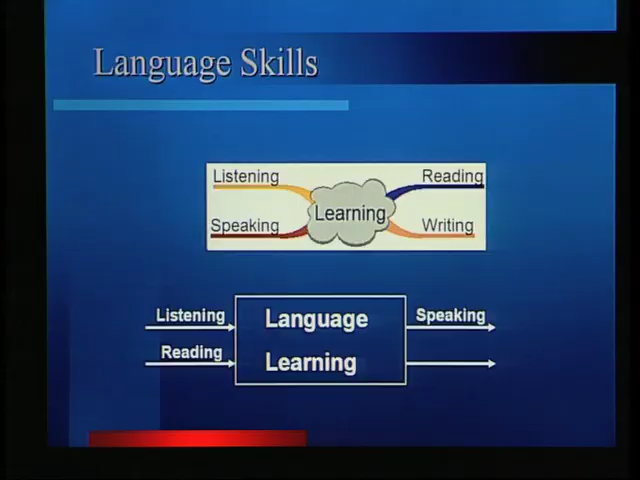 Language Skills
Listening
Reading
Learning
Speaking
Writing
Listening
Language
Speaking
Reading
Learning